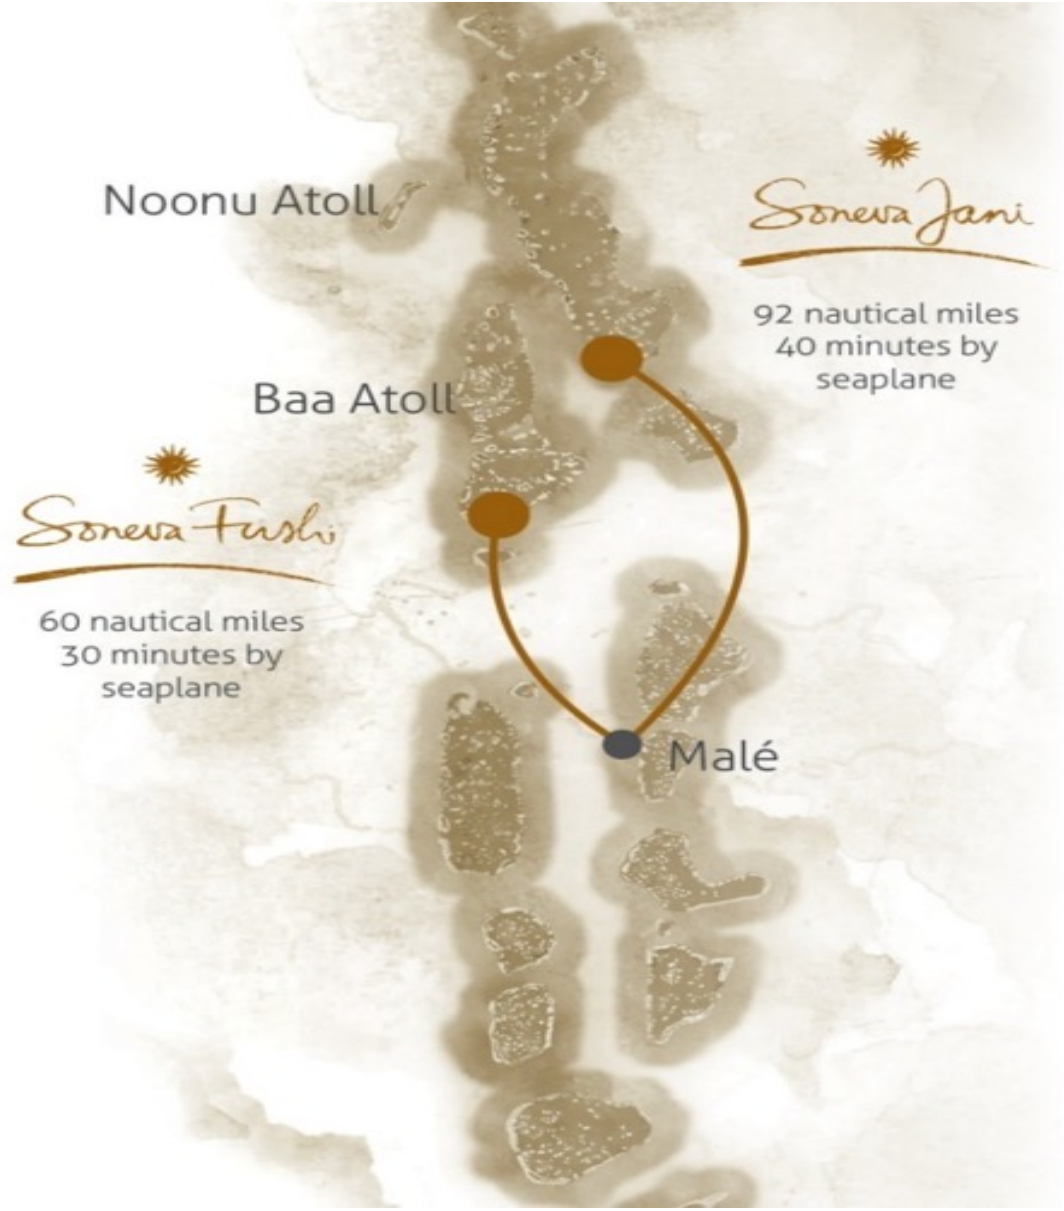 Noonu Atoll
Soneva Jani
92 nautical miles
40 minutes by
seaplane
Baa Atoll
Soneva Fushi
60 nautical miles
30 minutes by
seaplane
Malé